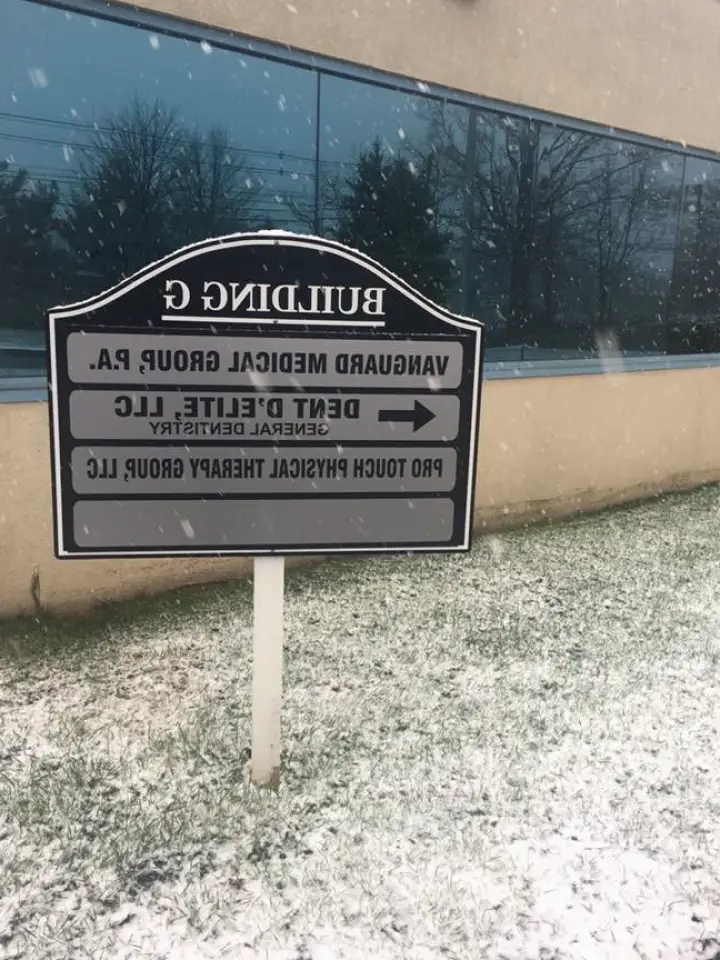 BUILDING G
VANGUARD MEDICAL GROUP, P.A.
DENT D'ELITE, LLC
GENERAL DENTISTRY
PRO TOUCH PHYSICAL THERAPY GROUP, LLC